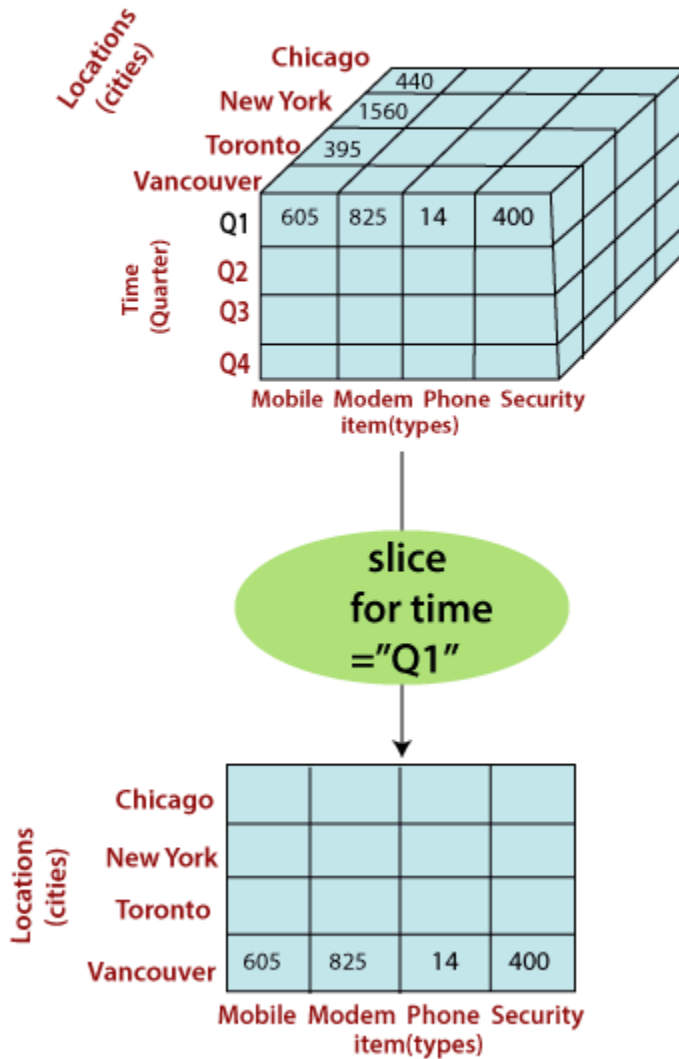 Locations
(cities)
Chicago
440
New York
1560
Toronto
395
Vancouver
Q1 605 825 14 400
Time
(Quarter)
Q2
Q3
Q4
Mobile Modem Phone Security
item(types)
slice
for time
=”Q1”
Locations
(cities)
Chicago
New York
Toronto
Vancouver 605 825 14 400
Mobile Modem Phone Security
item(types)